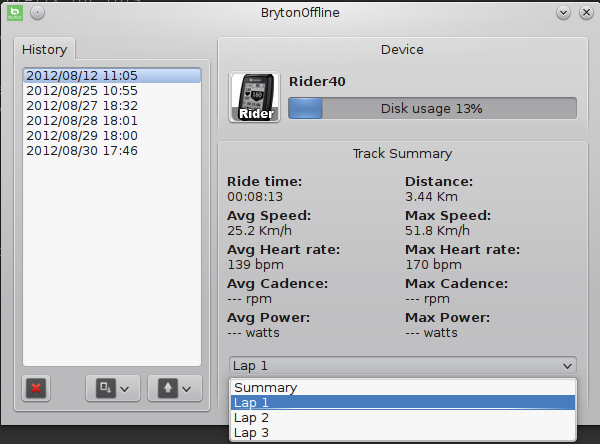 BrytonOffline
History
2012/08/12 11:05
2012/08/25 10:55
2012/08/27 18:32
2012/08/28 18:01
2012/08/29 18:00
2012/08/30 17:46
Device
Rider
Rider40
Disk usage 13%
Track Summary
Ride time: Distance:
00:08:13 3.44 Km
Avg Speed: Max Speed:
25.2 Km/h 51.8 Km/h
Avg Heart rate: Max Heart rate:
139 bpm 170 bpm
Avg Cadence: Max Cadence:
--- rpm --- rpm
Avg Power: Max Power:
--- watts --- watts
Lap 1
Summary
Lap 1
Lap 2
Lap 3